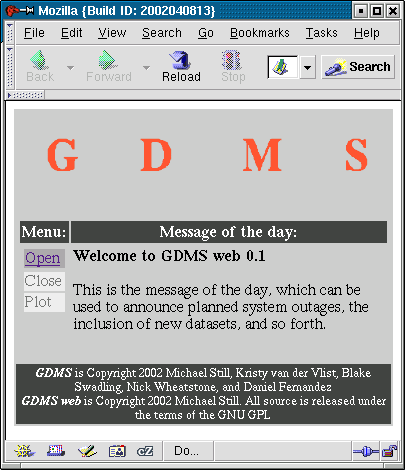 Mozilla {Build ID: 2002040813}
File Edit View Search Go Bookmarks Tasks Help
Back Forward Reload Stop Search
G D M S
Menu: Message of the day:
Open Welcome to GDMS web 0.1
Close
Plot
This is the message of the day, which can be
used to announce planned system outages, the
inclusion of new datasets, and so forth.
GDMS is Copyright 2002 Michael Still, Kristy van der Vlist, Blake
Swadling, Nick Wheatstone, and Daniel Fernandez
GDMS web is Copyright 2002 Michael Still. All source is released under
the terms of the GNU GPL
Do...